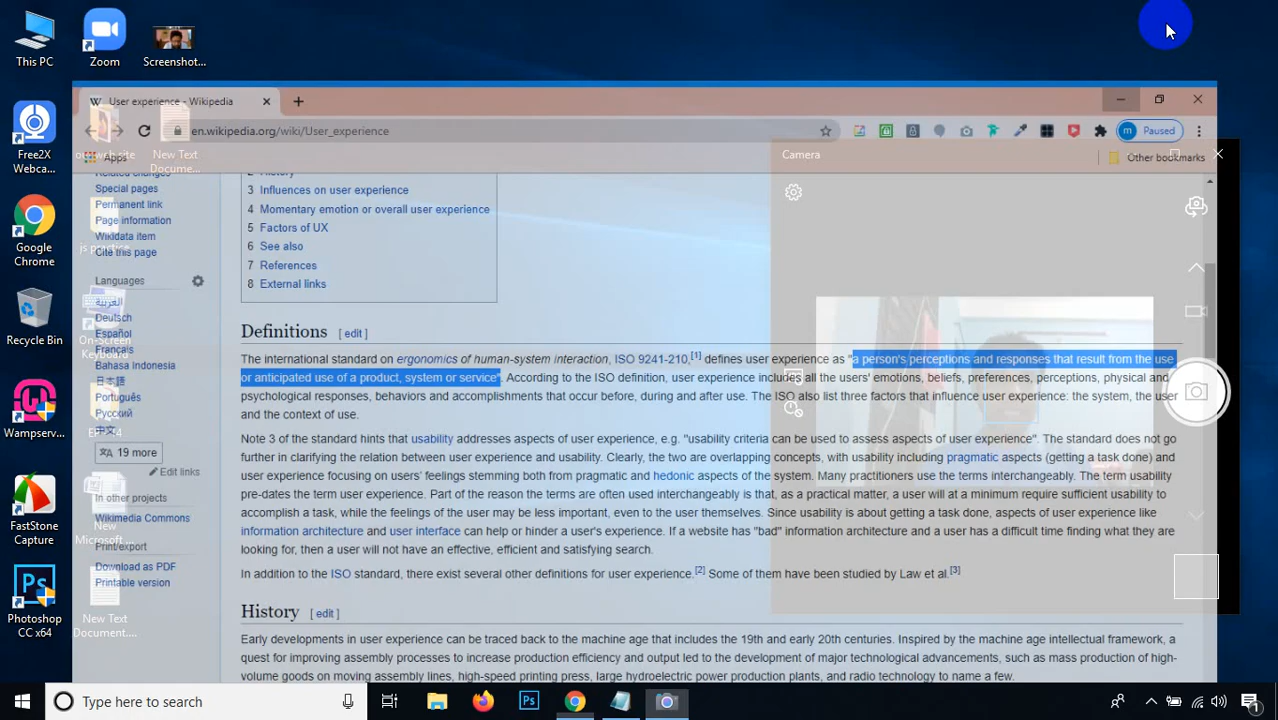 This PC
Zoom
Screenshot...
User experience - Wikipedia
en.wikipedia.org/wiki/User_experience
Paused
Free2X
Webca...
our web site
New Text
Docume...
Apps
Other bookmarks
Camera
Related changes
Special pages
Permanent link
Page information
Wikidata item
Cite this page
Google
Chrome
js practice
2 History
3 Influences on user experience
4 Momentary emotion or overall user experience
5 Factors of UX
6 See also
7 References
8 External links
Languages
العربية
Deutsch
Español
Français
Bahasa Indonesia
日本語
Português
Русский
中文
19 more
Edit links
Recycle Bin
On-Screen
Keyboard
Wampserv...
In other projects
Wikimedia Commons
New
Microsoft ...
Print/export
Download as PDF
Printable version
FastStone
Capture
Photoshop
CC x64
New Text
Document....
Definitions [ edit ]
The international standard on ergonomics of human-system interaction, ISO 9241-210,[1] defines user experience as "a person's perceptions and responses that result from the use
or anticipated use of a product, system or service". According to the ISO definition, user experience includes all the users' emotions, beliefs, preferences, perceptions, physical and
psychological responses, behaviors and accomplishments that occur before, during and after use. The ISO also list three factors that influence user experience: the system, the user
and the context of use.
Note 3 of the standard hints that usability addresses aspects of user experience, e.g. "usability criteria can be used to assess aspects of user experience". The standard does not go
further in clarifying the relation between user experience and usability. Clearly, the two are overlapping concepts, with usability including pragmatic aspects (getting a task done) and
user experience focusing on users' feelings stemming both from pragmatic and hedonic aspects of the system. Many practitioners use the terms interchangeably. The term usability
pre-dates the term user experience. Part of the reason the terms are often used interchangeably is that, as a practical matter, a user will at a minimum require sufficient usability to
accomplish a task, while the feelings of the user may be less important, even to the user themselves. Since usability is about getting a task done, aspects of user experience like
information architecture and user interface can help or hinder a user's experience. If a website has "bad" information architecture and a user has a difficult time finding what they are
looking for, then a user will not have an effective, efficient and satisfying search.
In addition to the ISO standard, there exist several other definitions for user experience.[2] Some of them have been studied by Law et al.[3]
History [ edit ]
Early developments in user experience can be traced back to the machine age that includes the 19th and early 20th centuries. Inspired by the machine age intellectual framework, a
quest for improving assembly processes to increase production efficiency and output led to the development of major technological advancements, such as mass production of high-
volume goods on moving assembly lines, high-speed printing press, large hydroelectric power production plants, and radio technology to name a few.
Type here to search